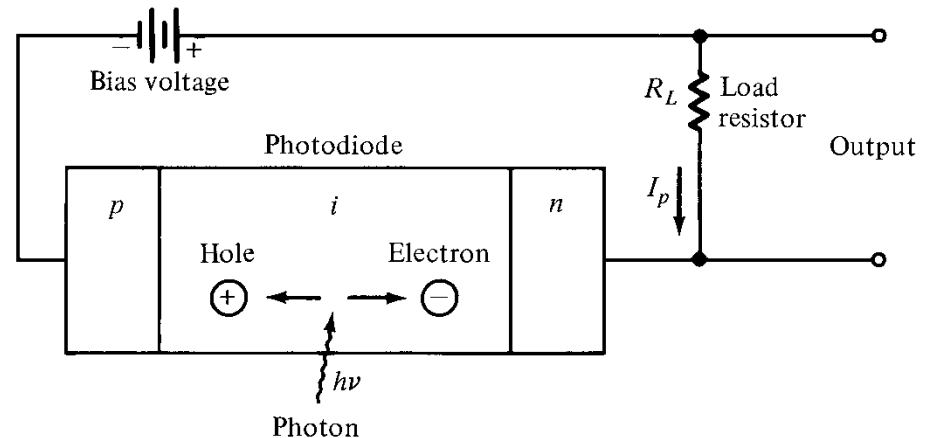 − +
Bias voltage
R_L Load
resistor
Photodiode
Output
I_p
p i n
Hole Electron
+ −
hν
Photon